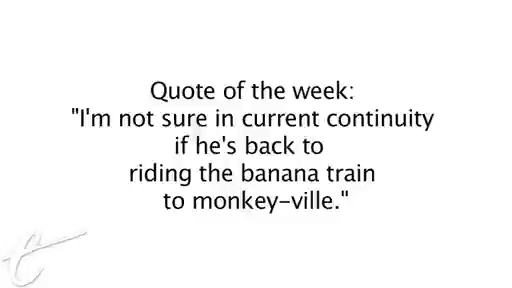 Quote of the week:
"I'm not sure in current continuity
if he's back to
riding the banana train
to monkey-ville."